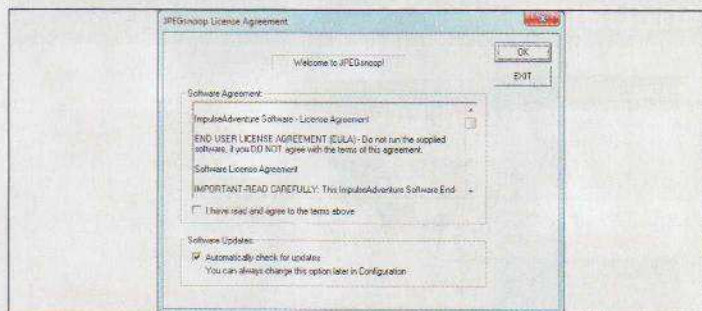 JPEGsnoop License Agreement
OK
Welcome to JPEGsnoop!
EXIT
Software Agreement:
ImpulseAdventure Software - License Agreement
END USER LICENSE AGREEMENT (EULA) - Do not run the supplied
software, if you DO NOT agree with the terms of this agreement.
Software License Agreement
IMPORTANT-READ CAREFULLY: This ImpulseAdventure Software End-
I have read and agree to the terms above
Software Updates:
Automatically check for updates
You can always change this option later in Configuration